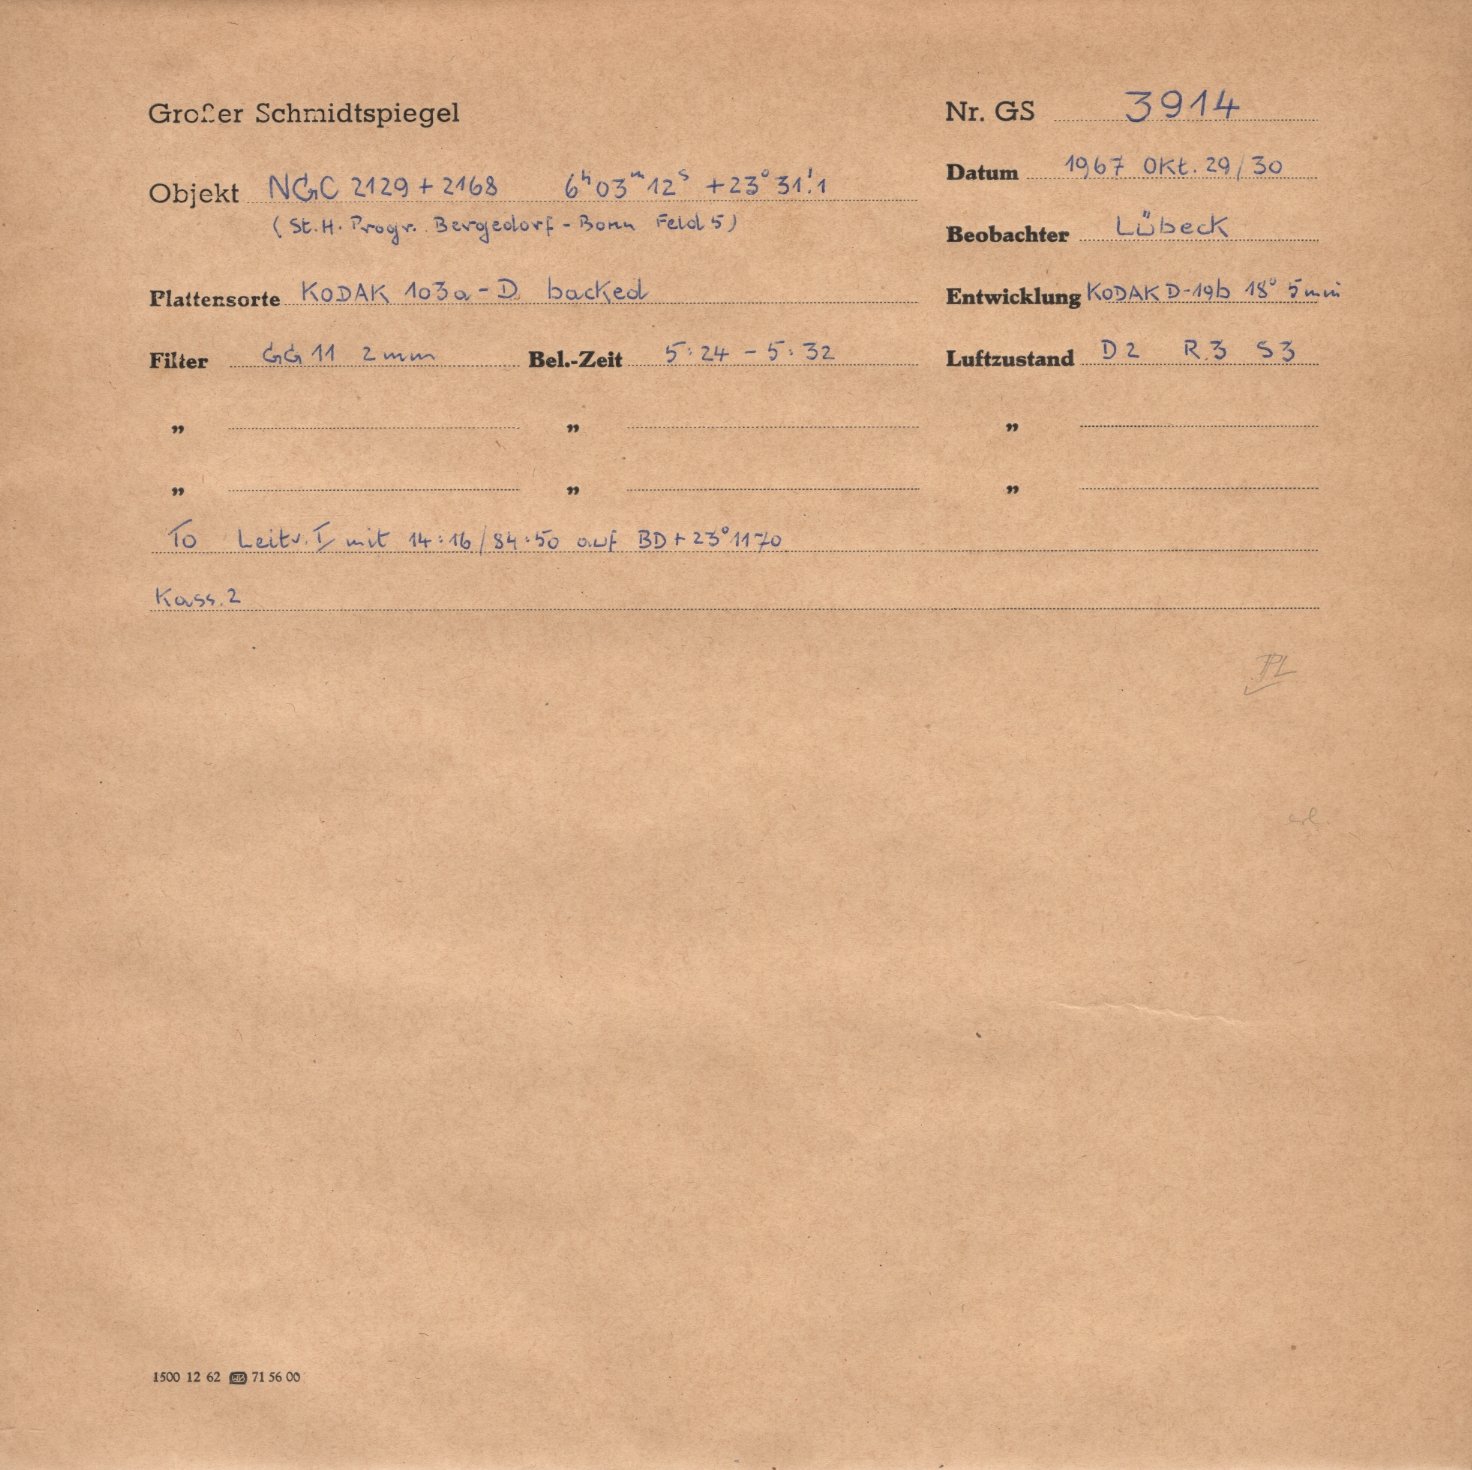 Großer Schmidtspiegel
Nr. GS 3914
Objekt NGC 2129 + 2168 6ʰ03ᵐ12ˢ +23°31!1
(St.H. Progr. Bergedorf - Bonn Feld 5)
Datum 1967 Okt. 29/30
Beobachter Lübeck
Plattensorte KODAK 103a-D backed
Entwicklung KODAK D-19b 18° 5min
Filter GG 11 2mm Bel.-Zeit 5:24 - 5:32 Luftzustand D2 R.3 S3
„ „ „
„ „ „
To Leitr. I mit 14:16/84:50 auf BD+23°1170
Kass. 2
PL
1500 12 62 71 56 00